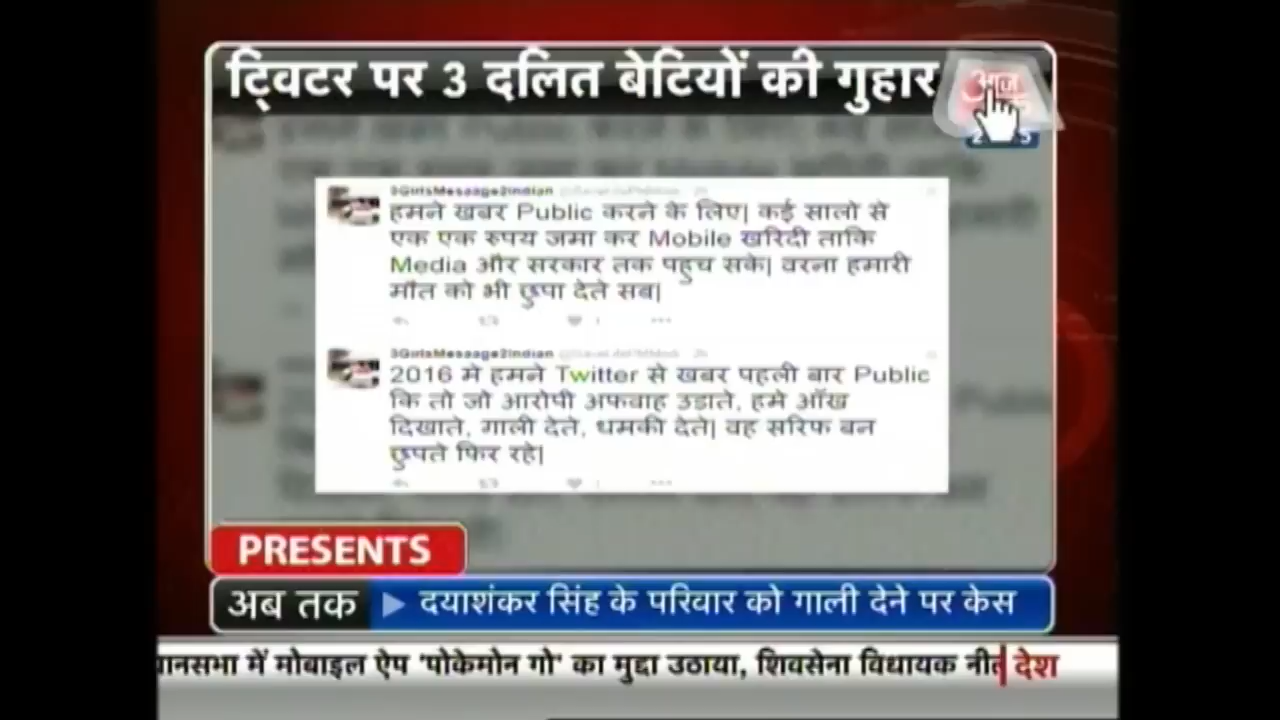 ट्विटर पर 3 दलित बेटियों की गुहार
आज
3GirlsMessage2Indian
हमने खबर Public करने के लिए| कई सालो से
एक एक रुपय जमा कर Mobile खरिदी ताकि
Media और सरकार तक पहुच सके| वरना हमारी
मौत को भी छुपा देते सब|
3GirlsMessage2Indian
2016 मे हमने Twitter से खबर पहली बार Public
कि तो जो आरोपी अफवाह उडाते, हमे ऑंख
दिखाते, गाली देते, धमकी देते| वह सरिफ बन
छुपते फिर रहे|
PRESENTS
अब तक
दयाशंकर सिंह के परिवार को गाली देने पर केस
में मोबाइल ऐप 'पोकेमोन गो' का मुद्दा उठाया, शिवसेना विधायक
देश